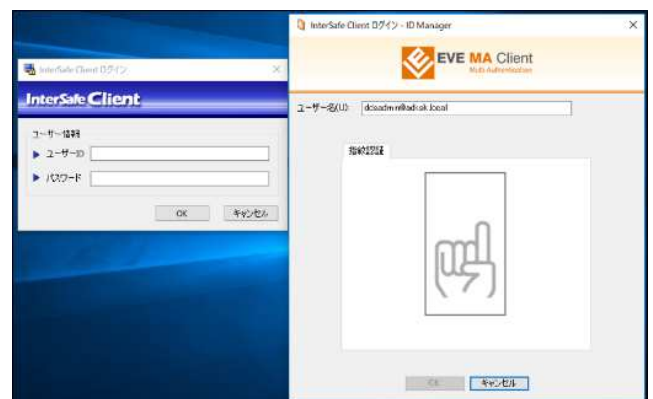 InterSafe Client ログイン
InterSafe Client
ユーザー情報
ユーザーID
パスワード
OK
キャンセル
InterSafe Client ログイン - ID Manager
EVE MA Client
Multi Authentication
ユーザー名(U):
指紋認証
OK
キャンセル